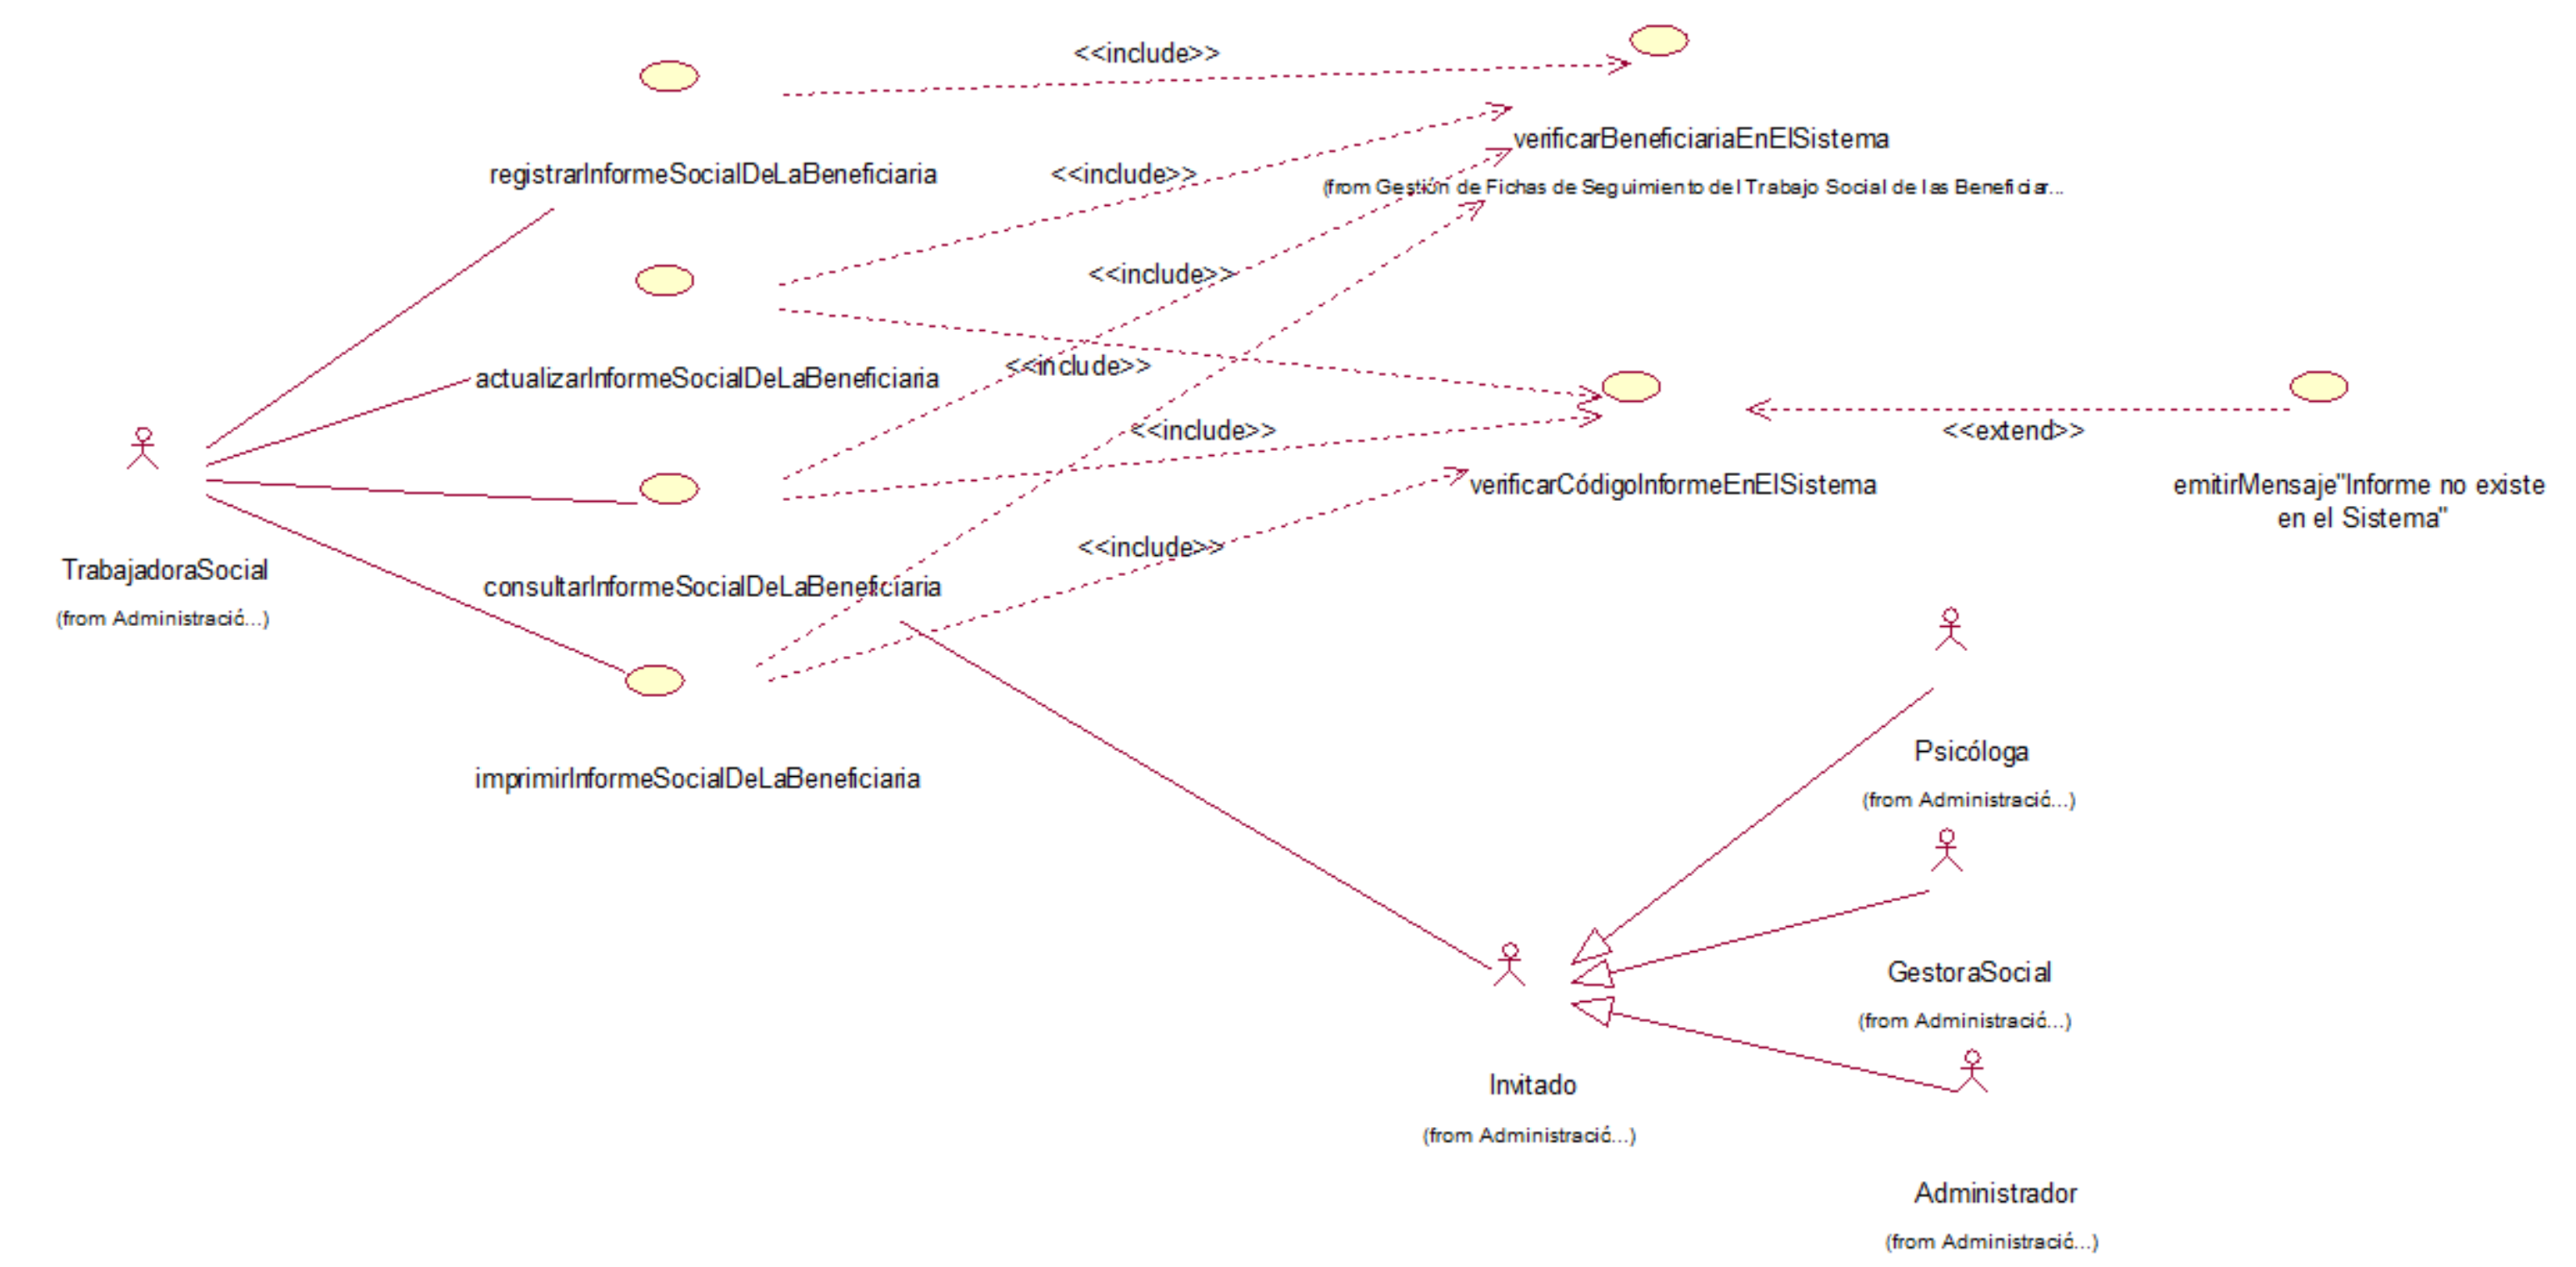 <<include>>
verificarBeneficiariaEnElSistema
(from Gestión de Fichas de Seguimiento del Trabajo Social de las Beneficiar...
registrarInformeSocialDeLaBeneficiaria
<<include>>
<<include>>
actualizarInformeSocialDeLaBeneficiaria
<<include>>
<<include>>
<<extend>>
verificarCódigoInformeEnElSistema
emitirMensaje"Informe no existe
en el Sistema"
<<include>>
TrabajadoraSocial
(from Administració...)
consultarInformeSocialDeLaBeneficiaria
imprimirInformeSocialDeLaBeneficiaria
Psicóloga
(from Administració...)
GestoraSocial
(from Administració...)
Invitado
(from Administració...)
Administrador
(from Administració...)